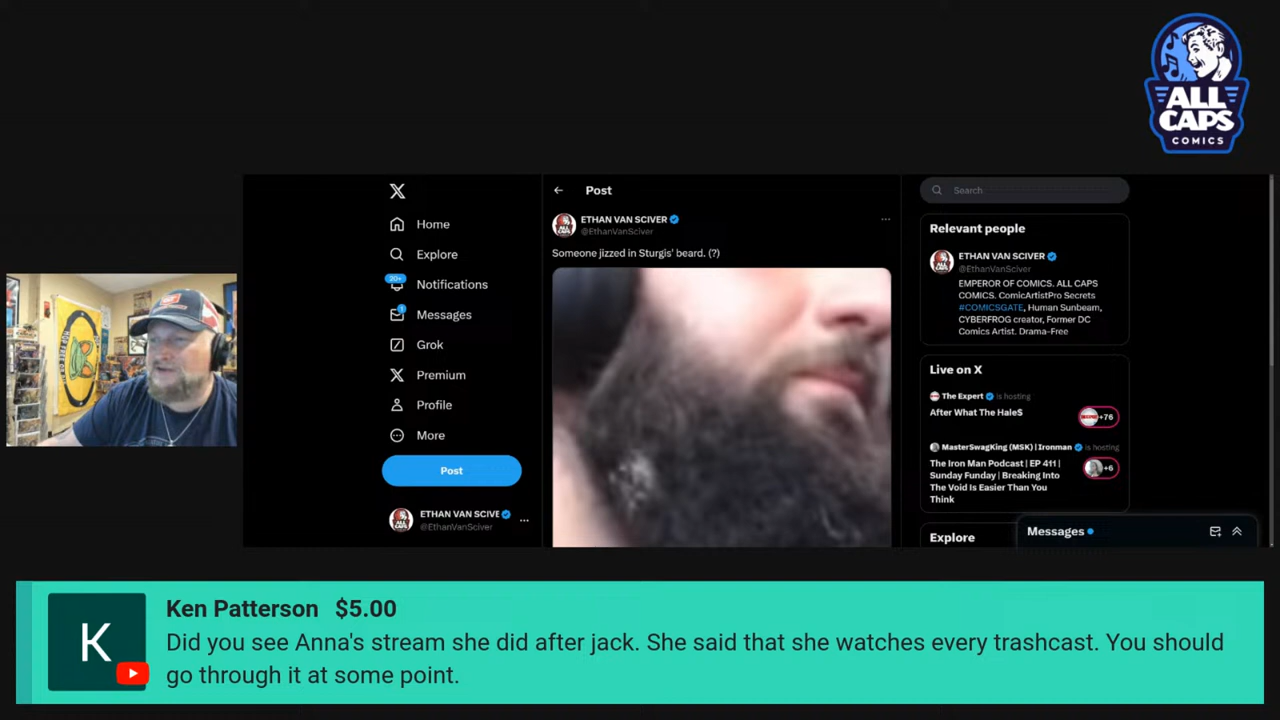 ALL
CAPS
COMICS
Home
Explore
20+
Notifications
1
Messages
Grok
Premium
Profile
More
Post
ETHAN VAN SCIVE
@EthanVanSciver
Post
ETHAN VAN SCIVER
@EthanVanSciver
Someone jizzed in Sturgis' beard. (?)
Search
Relevant people
ETHAN VAN SCIVER
@EthanVanSciver
EMPEROR OF COMICS. ALL CAPS
COMICS. ComicArtistPro Secrets
#COMICSGATE, Human Sunbeam,
CYBERFROG creator, Former DC
Comics Artist. Drama-Free
Live on X
The Expert is hosting
After What The Hale$
+76
MasterSwagKing (MSK) | Ironman is hosting
The Iron Man Podcast | EP 411 |
Sunday Funday | Breaking Into
The Void Is Easier Than You
Think
+6
Explore
Messages
K
Ken Patterson $5.00
Did you see Anna's stream she did after jack. She said that she watches every trashcast. You should
go through it at some point.